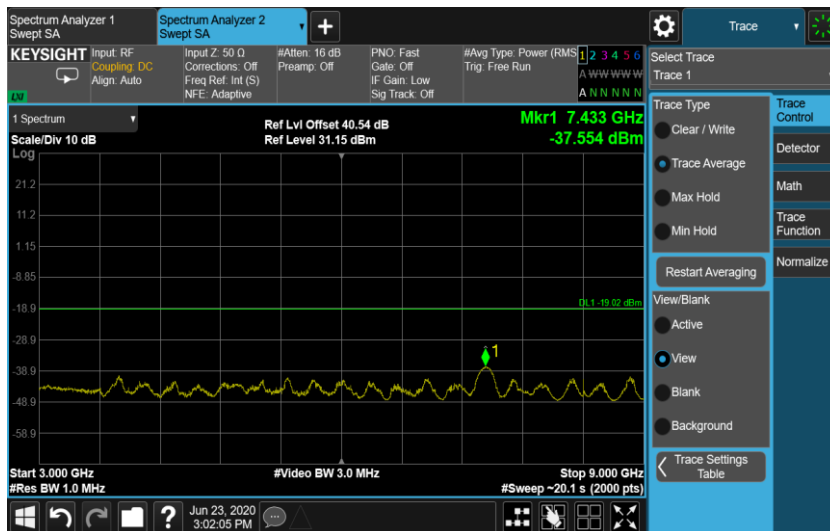 Spectrum Analyzer 1
Swept SA
Spectrum Analyzer 2
Swept SA
+
Trace
KEYSIGHT
Input: RF
Coupling: DC
Align: Auto
LXI
Input Z: 50 Ω
Corrections: Off
Freq Ref: Int (S)
NFE: Adaptive
#Atten: 16 dB
Preamp: Off
PNO: Fast
Gate: Off
IF Gain: Low
Sig Track: Off
#Avg Type: Power (RMS
Trig: Free Run
1 2 3 4 5 6
A W W W W W
A N N N N N
Select Trace
Trace 1
1 Spectrum
Scale/Div 10 dB
Log
Ref Lvl Offset 40.54 dB
Ref Level 31.15 dBm
Mkr1 7.433 GHz
-37.554 dBm
21.2
11.2
1.15
-8.85
-18.9
-28.9
-38.9
-48.9
-58.9
DL1 -19.02 dBm
1
Start 3.000 GHz
#Res BW 1.0 MHz
#Video BW 3.0 MHz
Stop 9.000 GHz
#Sweep ~20.1 s (2000 pts)
Trace Type
Clear / Write
Trace Average
Max Hold
Min Hold
Restart Averaging
View/Blank
Active
View
Blank
Background
Trace Settings
Table
Trace
Control
Detector
Math
Trace
Function
Normalize
?
Jun 23, 2020
3:02:05 PM